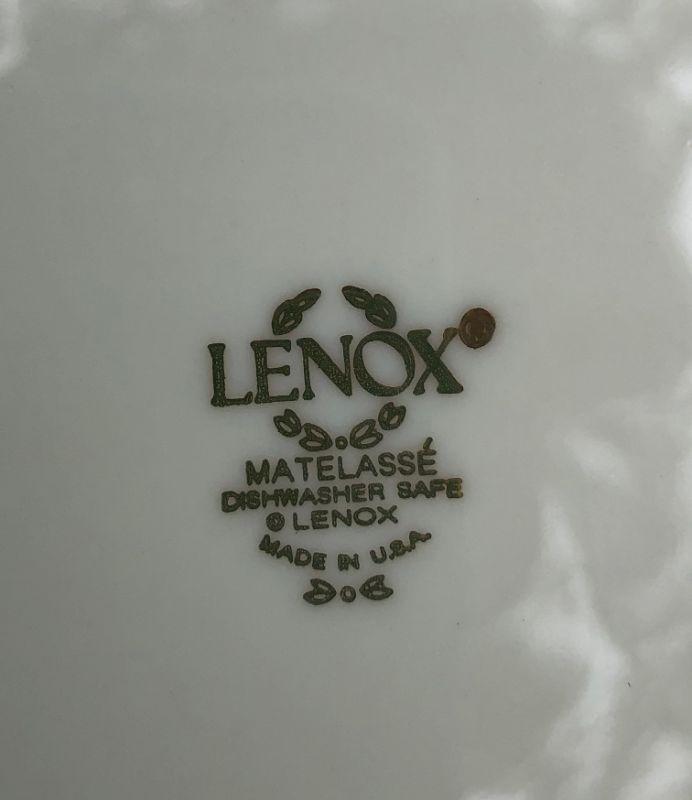 LENOX®
MATELASSÉ
DISHWASHER SAFE
© LENOX
MADE IN U.S.A.